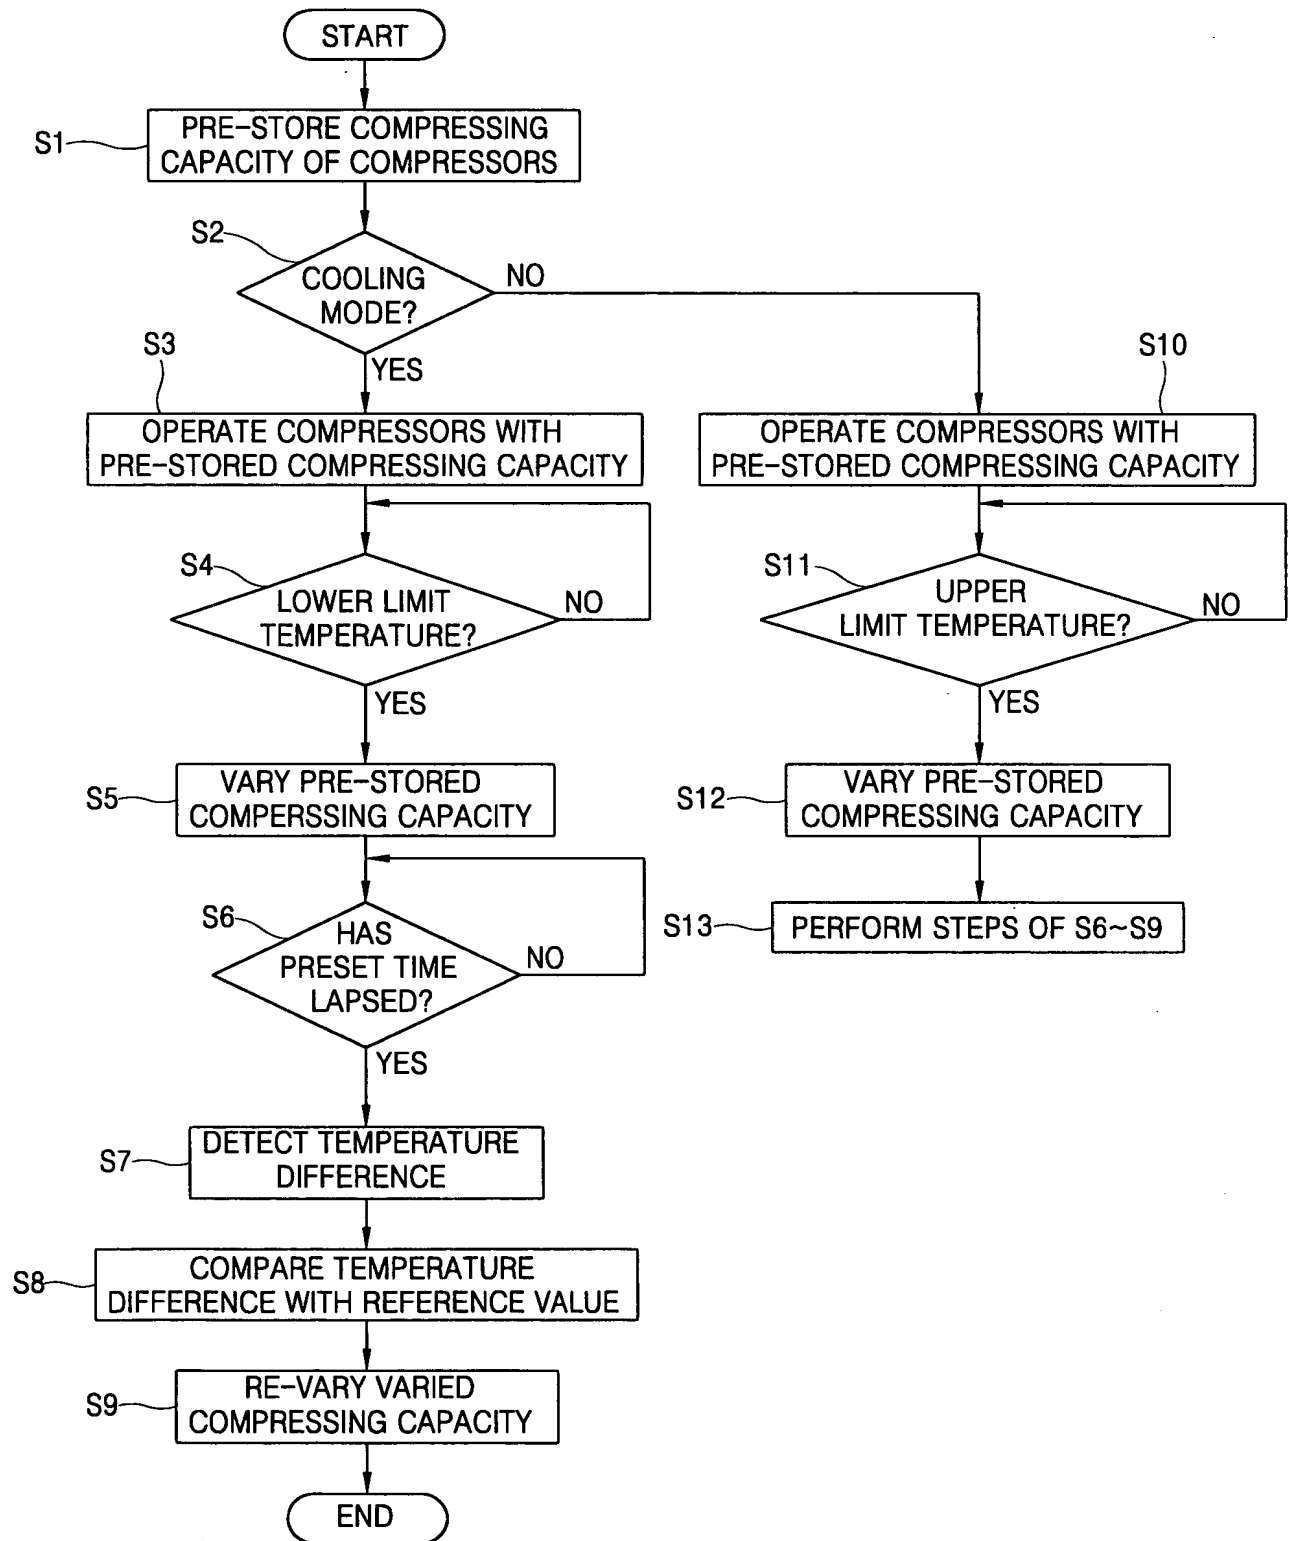 START
S1
PRE-STORE COMPRESSING
CAPACITY OF COMPRESSORS
S2
COOLING
MODE?
NO
YES
S3
OPERATE COMPRESSORS WITH
PRE-STORED COMPRESSING CAPACITY
S10
OPERATE COMPRESSORS WITH
PRE-STORED COMPRESSING CAPACITY
S4
LOWER LIMIT
TEMPERATURE?
NO
YES
S11
UPPER
LIMIT TEMPERATURE?
NO
YES
S5
VARY PRE-STORED
COMPERSSING CAPACITY
S12
VARY PRE-STORED
COMPRESSING CAPACITY
S6
HAS
PRESET TIME
LAPSED?
NO
YES
S13
PERFORM STEPS OF S6~S9
S7
DETECT TEMPERATURE
DIFFERENCE
S8
COMPARE TEMPERATURE
DIFFERENCE WITH REFERENCE VALUE
S9
RE-VARY VARIED
COMPRESSING CAPACITY
END